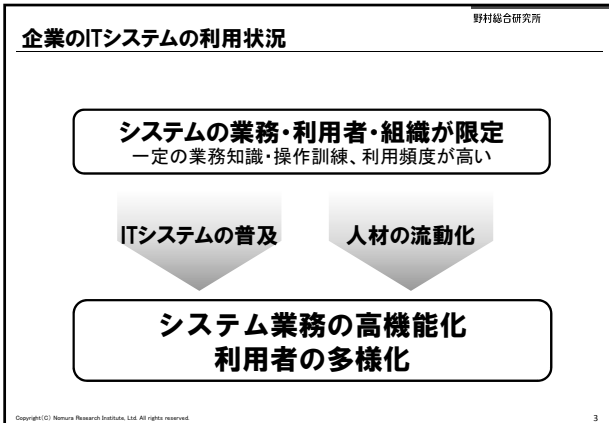 野村総合研究所
企業のITシステムの利用状況
システムの業務・利用者・組織が限定
一定の業務知識・操作訓練、利用頻度が高い
ITシステムの普及
人材の流動化
システム業務の高機能化
利用者の多様化
Copyright(C) Nomura Research Institute, Ltd. All rights reserved.
3